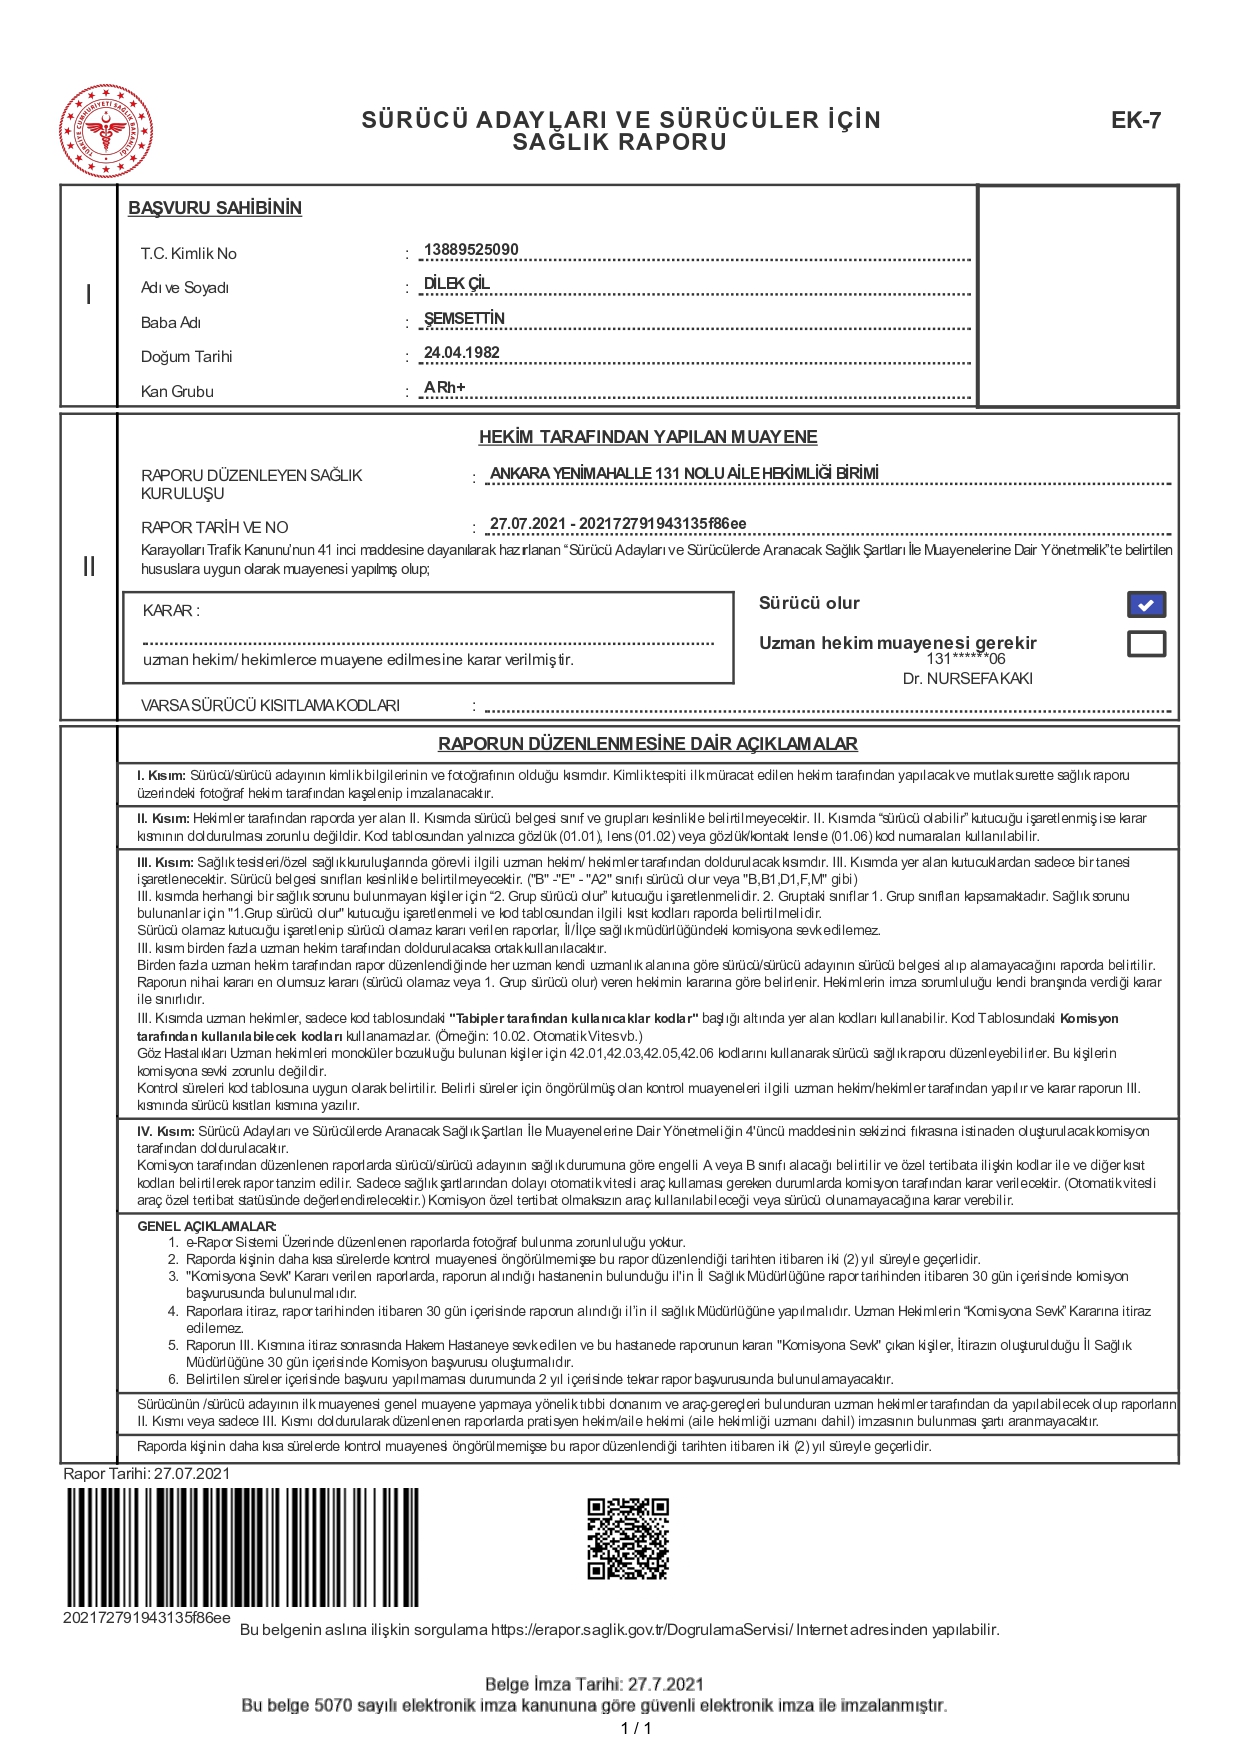 SÜRÜCÜ ADAYLARI VE SÜRÜCÜLER İÇİN
SAĞLIK RAPORU
EK-7
TÜRKİYE CUMHURİYETİ SAĞLIK BAKANLIĞI
I
BAŞVURU SAHİBİNİN
T.C. Kimlik No : 13889525090
Adı ve Soyadı : DİLEK ÇİL
Baba Adı : ŞEMSETTİN
Doğum Tarihi : 24.04.1982
Kan Grubu : A Rh+
II
HEKİM TARAFINDAN YAPILAN MUAYENE
RAPORU DÜZENLEYEN SAĞLIK
KURULUŞU : ANKARA YENİMAHALLE 131 NOLU AİLE HEKİMLİĞİ BİRİMİ
RAPOR TARİH VE NO : 27.07.2021 - 202172791943135f86ee
Karayolları Trafik Kanunu’nun 41 inci maddesine dayanılarak hazırlanan “Sürücü Adayları ve Sürücülerde Aranacak Sağlık Şartları İle Muayenelerine Dair Yönetmelik”te belirtilen
hususlara uygun olarak muayenesi yapılmış olup;
KARAR :
uzman hekim/ hekimlerce muayene edilmesine karar verilmiştir.
Sürücü olur
Uzman hekim muayenesi gerekir
131******06
Dr. NURSEFA KAKI
VARSA SÜRÜCÜ KISITLAMA KODLARI :
RAPORUN DÜZENLENMESİNE DAİR AÇIKLAMALAR
I. Kısım: Sürücü/sürücü adayının kimlik bilgilerinin ve fotoğrafının olduğu kısımdır. Kimlik tespiti ilk müracat edilen hekim tarafından yapılacak ve mutlak surette sağlık raporu
üzerindeki fotoğraf hekim tarafından kaşelenip imzalanacaktır.
II. Kısım: Hekimler tarafından raporda yer alan II. Kısımda sürücü belgesi sınıf ve grupları kesinlikle belirtilmeyecektir. II. Kısımda “sürücü olabilir” kutucuğu işaretlenmiş ise karar
kısmının doldurulması zorunlu değildir. Kod tablosundan yalnızca gözlük (01.01), lens (01.02) veya gözlük/kontakt lensle (01.06) kod numaraları kullanılabilir.
III. Kısım: Sağlık tesisleri/özel sağlık kuruluşlarında görevli ilgili uzman hekim/ hekimler tarafından doldurulacak kısımdır. III. Kısımda yer alan kutucuklardan sadece bir tanesi
işaretlenecektir. Sürücü belgesi sınıfları kesinlikle belirtilmeyecektir. ("B" -"E" - "A2" sınıfı sürücü olur veya "B,B1,D1,F,M" gibi)
III. kısımda herhangi bir sağlık sorunu bulunmayan kişiler için “2. Grup sürücü olur” kutucuğu işaretlenmelidir. 2. Gruptaki sınıflar 1. Grup sınıfları kapsamaktadır. Sağlık sorunu
bulunanlar için "1.Grup sürücü olur" kutucuğu işaretlenmeli ve kod tablosundan ilgili kısıt kodları raporda belirtilmelidir.
Sürücü olamaz kutucuğu işaretlenip sürücü olamaz kararı verilen raporlar, İl/İlçe sağlık müdürlüğündeki komisyona sevk edilemez.
III. kısım birden fazla uzman hekim tarafından doldurulacaksa ortak kullanılacaktır.
Birden fazla uzman hekim tarafından rapor düzenlendiğinde her uzman kendi uzmanlık alanına göre sürücü/sürücü adayının sürücü belgesi alıp alamayacağını raporda belirtilir.
Raporun nihai kararı en olumsuz kararı (sürücü olamaz veya 1. Grup sürücü olur) veren hekimin kararına göre belirlenir. Hekimlerin imza sorumluluğu kendi branşında verdiği karar
ile sınırlıdır.
III. Kısımda uzman hekimler, sadece kod tablosundaki "Tabipler tarafından kullanıcaklar kodlar" başlığı altında yer alan kodları kullanabilir. Kod Tablosundaki Komisyon
tarafından kullanılabilecek kodları kullanamazlar. (Örneğin: 10.02. Otomatik Vites vb.)
Göz Hastalıkları Uzman hekimleri monoküler bozukluğu bulunan kişiler için 42.01,42.03,42.05,42.06 kodlarını kullanarak sürücü sağlık raporu düzenleyebilirler. Bu kişilerin
komisyona sevki zorunlu değildir.
Kontrol süreleri kod tablosuna uygun olarak belirtilir. Belirli süreler için öngörülmüş olan kontrol muayeneleri ilgili uzman hekim/hekimler tarafından yapılır ve karar raporun III.
kısmında sürücü kısıtları kısmına yazılır.
IV. Kısım: Sürücü Adayları ve Sürücülerde Aranacak Sağlık Şartları İle Muayenelerine Dair Yönetmeliğin 4'üncü maddesinin sekizinci fıkrasına istinaden oluşturulacak komisyon
tarafından doldurulacaktır.
Komisyon tarafından düzenlenen raporlarda sürücü/sürücü adayının sağlık durumuna göre engelli A veya B sınıfı alacağı belirtilir ve özel tertibata ilişkin kodlar ile ve diğer kısıt
kodları belirtilerek rapor tanzim edilir. Sadece sağlık şartlarından dolayı otomatik vitesli araç kullaması gereken durumlarda komisyon tarafından karar verilecektir. (Otomatik vitesli
araç özel tertibat statüsünde değerlendirelecektir.) Komisyon özel tertibat olmaksızın araç kullanılabileceği veya sürücü olunamayacağına karar verebilir.
GENEL AÇIKLAMALAR:
1. e-Rapor Sistemi Üzerinde düzenlenen raporlarda fotoğraf bulunma zorunluluğu yoktur.
2. Raporda kişinin daha kısa sürelerde kontrol muayenesi öngörülmemişse bu rapor düzenlendiği tarihten itibaren iki (2) yıl süreyle geçerlidir.
3. "Komisyona Sevk" Kararı verilen raporlarda, raporun alındığı hastanenin bulunduğu il'in İl Sağlık Müdürlüğüne rapor tarihinden itibaren 30 gün içerisinde komisyon
başvurusunda bulunulmalıdır.
4. Raporlara itiraz, rapor tarihinden itibaren 30 gün içerisinde raporun alındığı il’in il sağlık Müdürlüğüne yapılmalıdır. Uzman Hekimlerin “Komisyona Sevk” Kararına itiraz
edilemez.
5. Raporun III. Kısmına itiraz sonrasında Hakem Hastaneye sevk edilen ve bu hastanede raporunun kararı "Komisyona Sevk" çıkan kişiler, İtirazın oluşturulduğu İl Sağlık
Müdürlüğüne 30 gün içerisinde Komisyon başvurusu oluşturmalıdır.
6. Belirtilen süreler içerisinde başvuru yapılmaması durumunda 2 yıl içerisinde tekrar rapor başvurusunda bulunulamayacaktır.
Sürücünün /sürücü adayının ilk muayenesi genel muayene yapmaya yönelik tıbbi donanım ve araç-gereçleri bulunduran uzman hekimler tarafından da yapılabilecek olup raporların
II. Kısmı veya sadece III. Kısmı doldurularak düzenlenen raporlarda pratisyen hekim/aile hekimi (aile hekimliği uzmanı dahil) imzasının bulunması şartı aranmayacaktır.
Raporda kişinin daha kısa sürelerde kontrol muayenesi öngörülmemişse bu rapor düzenlendiği tarihten itibaren iki (2) yıl süreyle geçerlidir.
Rapor Tarihi: 27.07.2021
202172791943135f86ee
Bu belgenin aslına ilişkin sorgulama https://erapor.saglik.gov.tr/DogrulamaServisi/ Internet adresinden yapılabilir.
Belge İmza Tarihi: 27.7.2021
Bu belge 5070 sayılı elektronik imza kanununa göre güvenli elektronik imza ile imzalanmıştır.
1 / 1